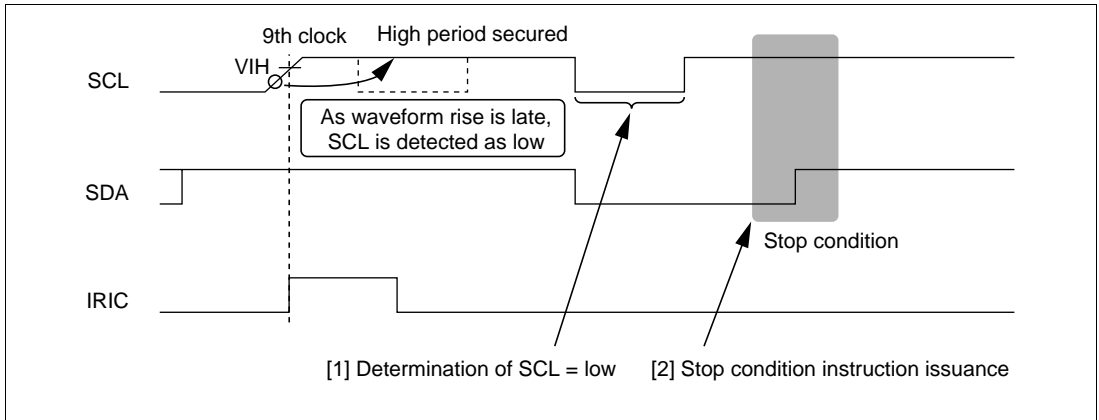 9th clock
High period secured
VIH
SCL
As waveform rise is late,
SCL is detected as low
SDA
Stop condition
IRIC
[1] Determination of SCL = low
[2] Stop condition instruction issuance